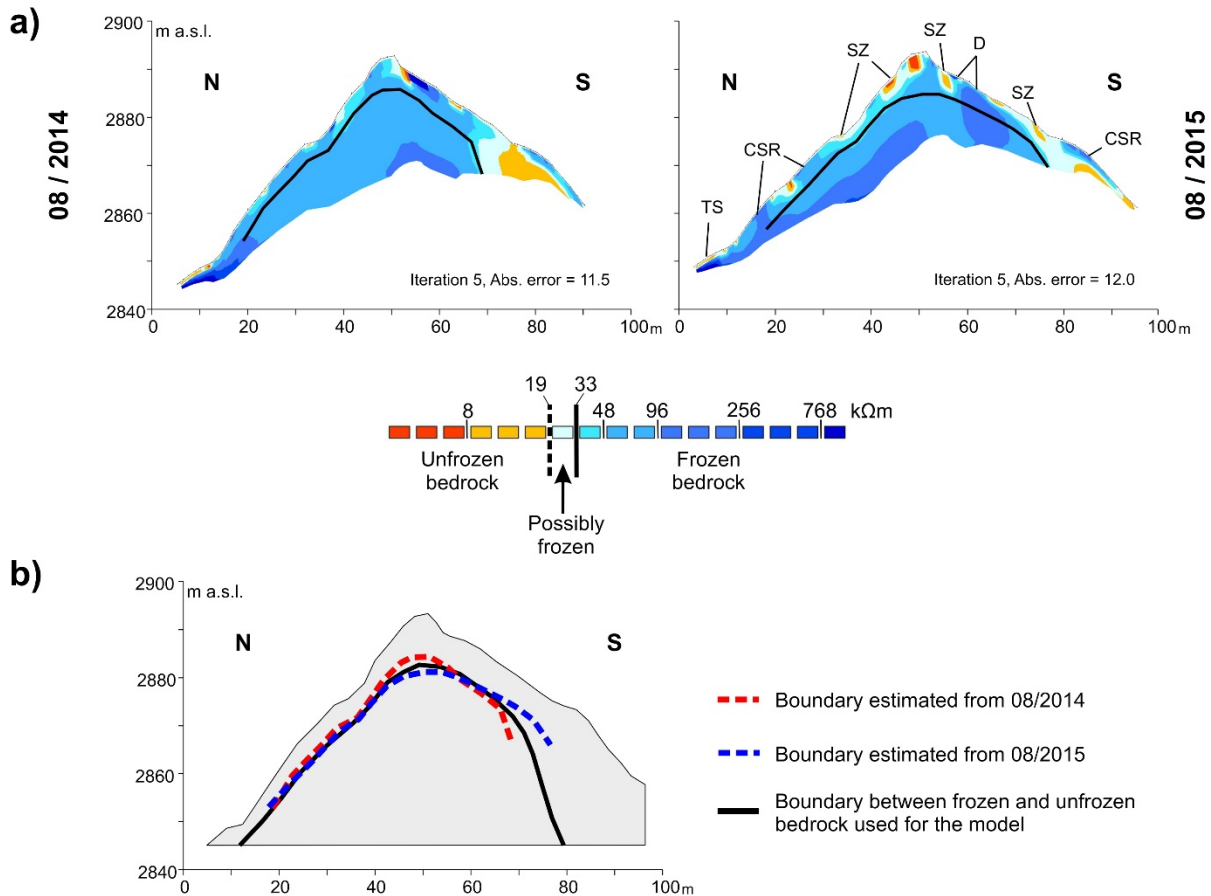 a)
2900
m a.s.l.
2880
2860
2840
08 / 2014
N
S
Iteration 5, Abs. error = 11.5
0
20
40
60
80
100 m
N
S
SZ
SZ
D
SZ
CSR
CSR
TS
Iteration 5, Abs. error = 12.0
08 / 2015
0
20
40
60
80
100 m
19
33
8
48
96
256
768
kΩm
Unfrozen
bedrock
Frozen
bedrock
Possibly
frozen
b)
2900
m a.s.l.
2880
2860
2840
N
S
0
20
40
60
80
100 m
Boundary estimated from 08/2014
Boundary estimated from 08/2015
Boundary between frozen and unfrozen
bedrock used for the model